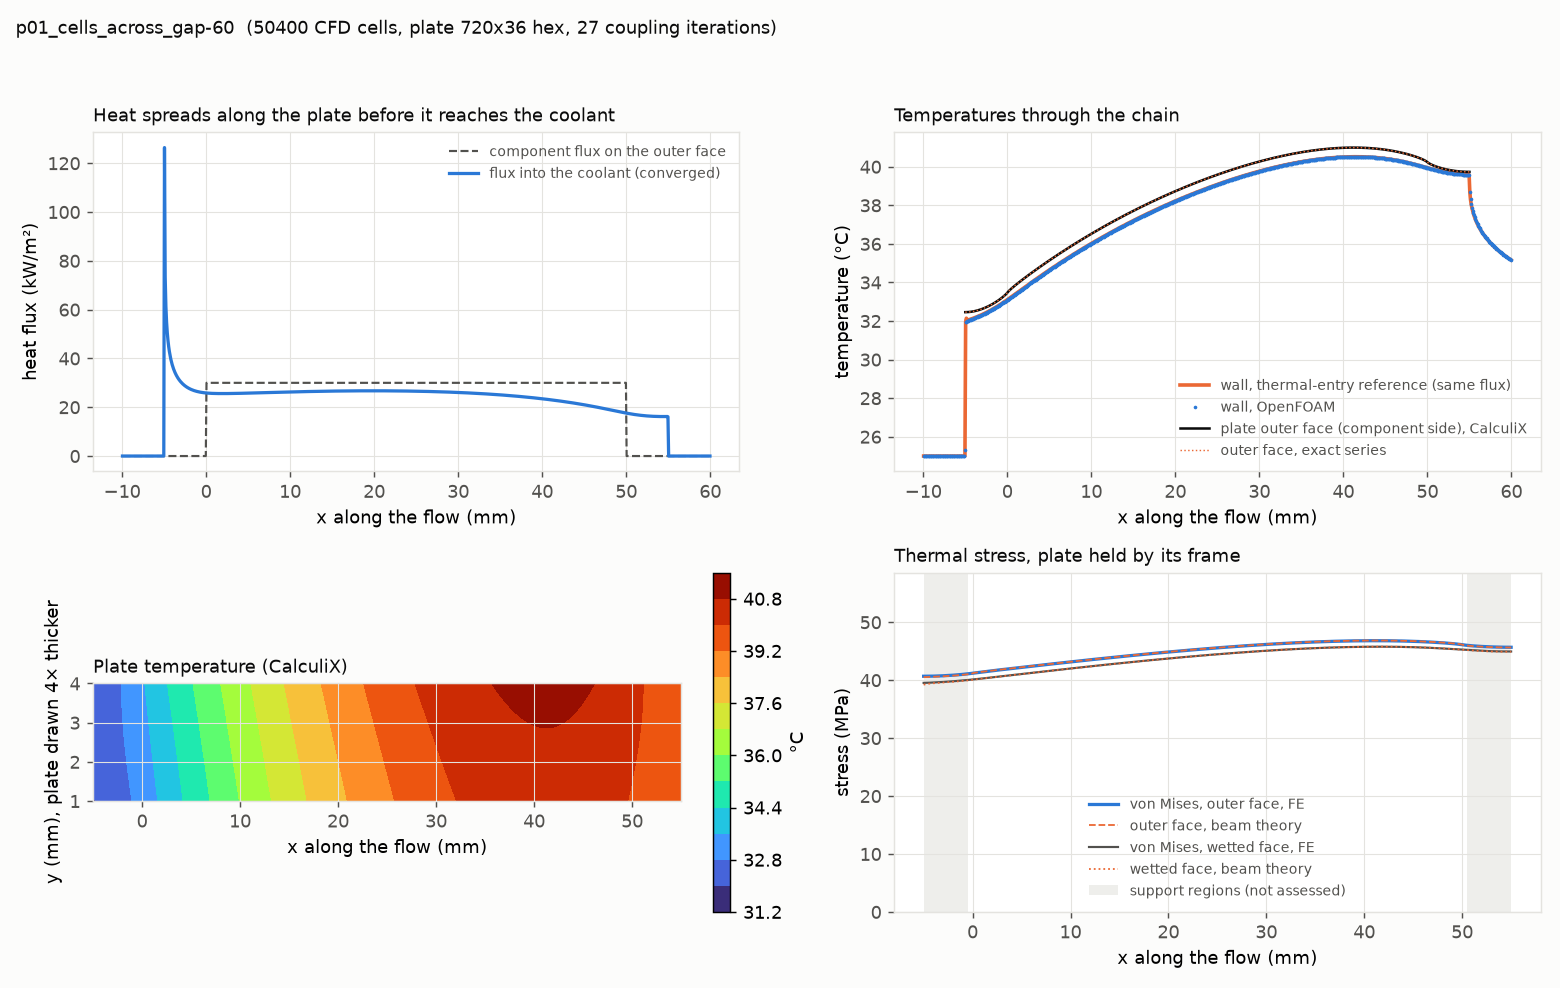 p01_cells_across_gap-60  (50400 CFD cells, plate 720x36 hex, 27 coupling iterations)
Heat spreads along the plate before it reaches the coolant
heat flux (kW/m²)
120
100
80
60
40
20
0
component flux on the outer face
flux into the coolant (converged)
−10 0 10 20 30 40 50 60
x along the flow (mm)
Temperatures through the chain
temperature (°C)
40
38
36
34
32
30
28
26
wall, thermal-entry reference (same flux)
wall, OpenFOAM
plate outer face (component side), CalculiX
outer face, exact series
−10 0 10 20 30 40 50 60
x along the flow (mm)
Plate temperature (CalculiX)
y (mm), plate drawn 4× thicker
4
3
2
1
0 10 20 30 40 50
x along the flow (mm)
40.8
39.2
37.6
36.0
34.4
32.8
31.2
°C
Thermal stress, plate held by its frame
stress (MPa)
50
40
30
20
10
0
von Mises, outer face, FE
outer face, beam theory
von Mises, wetted face, FE
wetted face, beam theory
support regions (not assessed)
0 10 20 30 40 50
x along the flow (mm)